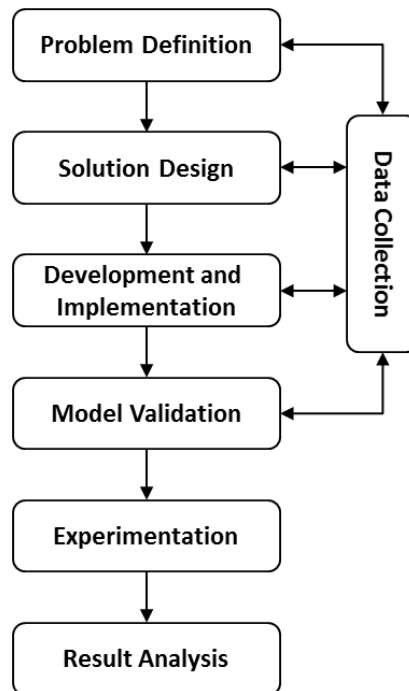 Problem Definition
Solution Design
Data Collection
Development and
Implementation
Model Validation
Experimentation
Result Analysis